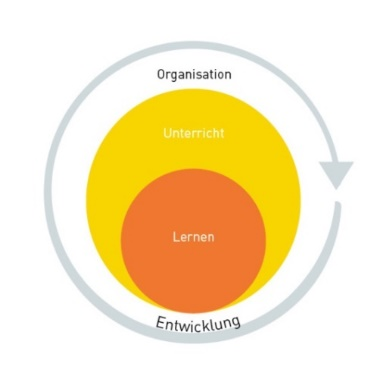 Organisation
Unterricht
Lernen
Entwicklung